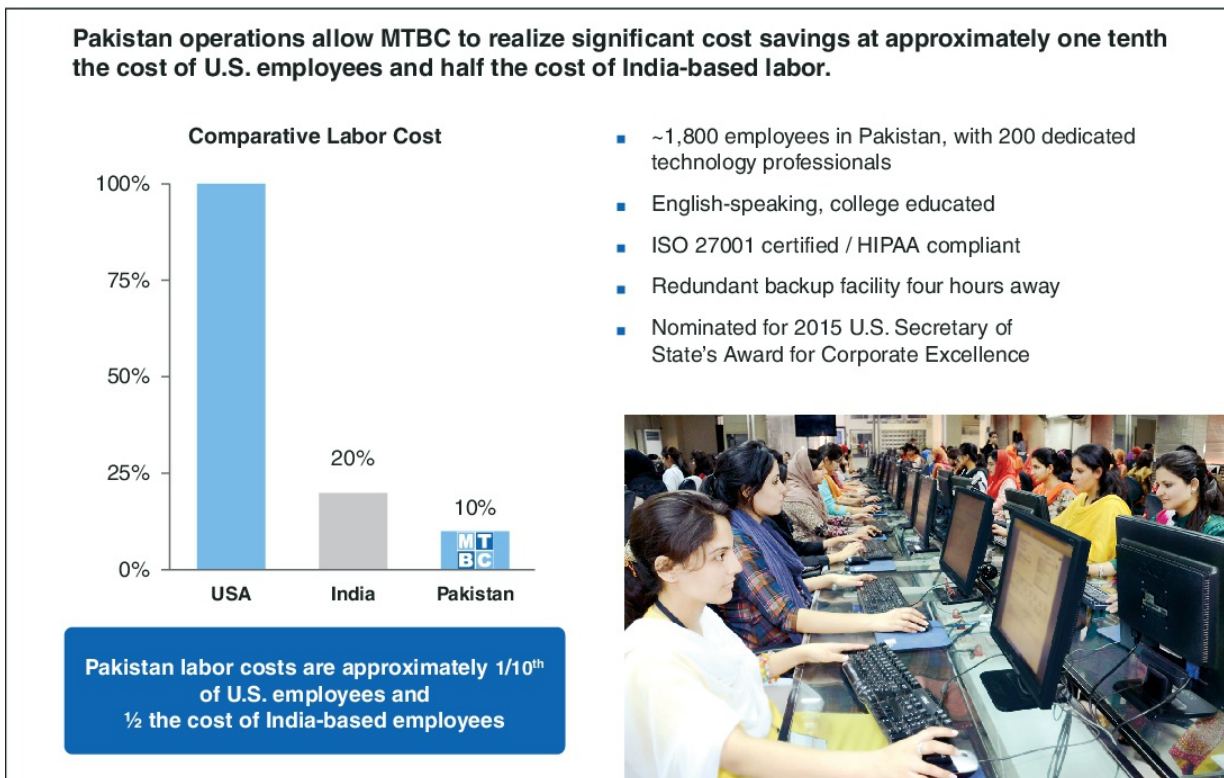 Pakistan operations allow MTBC to realize significant cost savings at approximately one tenth
the cost of U.S. employees and half the cost of India-based labor.
Comparative Labor Cost
100%
75%
50%
25%
0%
20%
10%
MT
BC
USA
India
Pakistan
Pakistan labor costs are approximately 1/10th
of U.S. employees and
½ the cost of India-based employees
~1,800 employees in Pakistan, with 200 dedicated
technology professionals
English-speaking, college educated
ISO 27001 certified / HIPAA compliant
Redundant backup facility four hours away
Nominated for 2015 U.S. Secretary of
State’s Award for Corporate Excellence